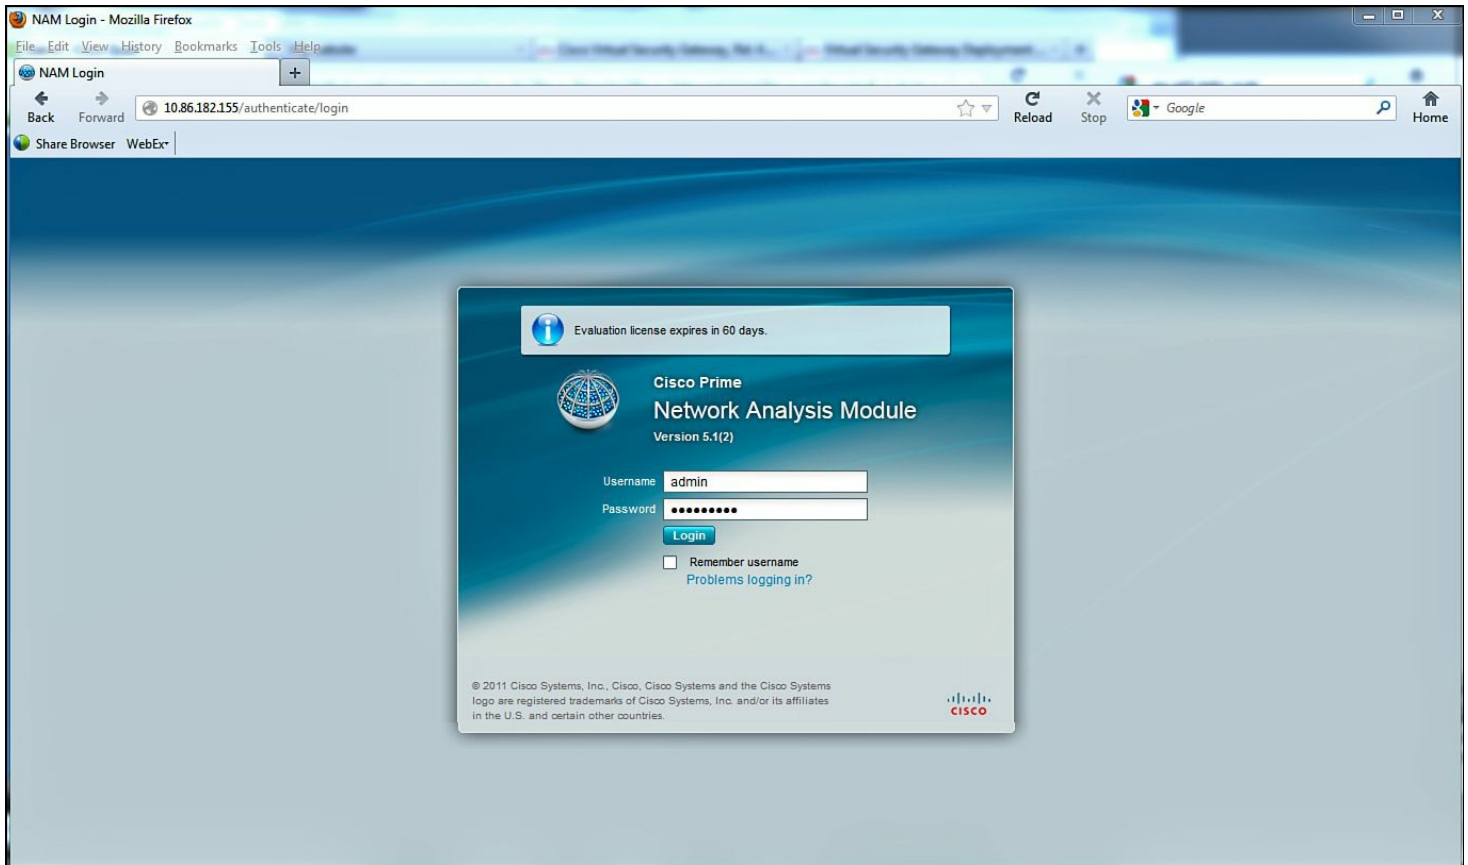 NAM Login - Mozilla Firefox
File Edit View History Bookmarks Tools Help
NAM Login
Back Forward 10.86.182.155/authenticate/login Reload Stop Google Home
Share Browser WebEx
Evaluation license expires in 60 days.
Cisco Prime
Network Analysis Module
Version 5.1(2)
Username admin
Password •••••••••
Login
Remember username
Problems logging in?
© 2011 Cisco Systems, Inc., Cisco, Cisco Systems and the Cisco Systems
logo are registered trademarks of Cisco Systems, Inc. and/or its affiliates
in the U.S. and certain other countries.
CISCO